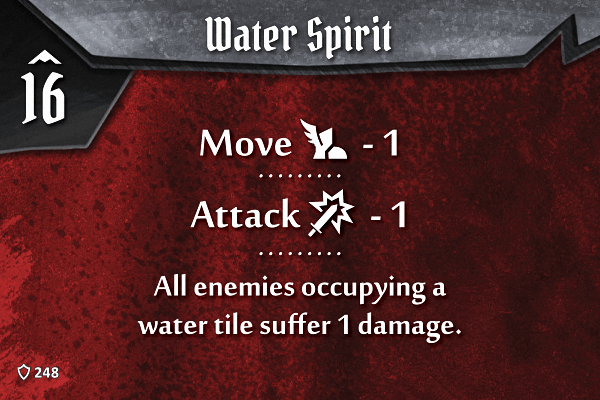 Water Spirit
16
Move - 1
Attack - 1
All enemies occupying a
water tile suffer 1 damage.
248